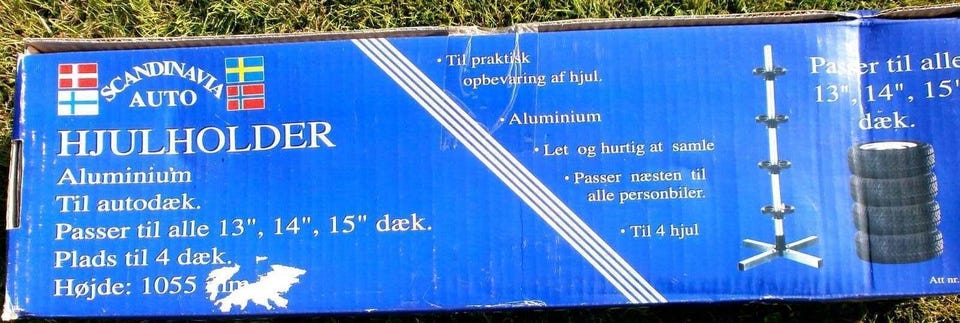 SCANDINAVIA
AUTO
HJULHOLDER
Aluminium
Til autodæk.
Passer til alle 13", 14", 15" dæk.
Plads til 4 dæk.
Højde: 1055 mm
• Til praktisk
opbevaring af hjul.
• Aluminium
• Let og hurtig at samle
• Passer næsten til
alle personbiler.
• Til 4 hjul
Passer til alle
13", 14", 15"
dæk.
Att nr.